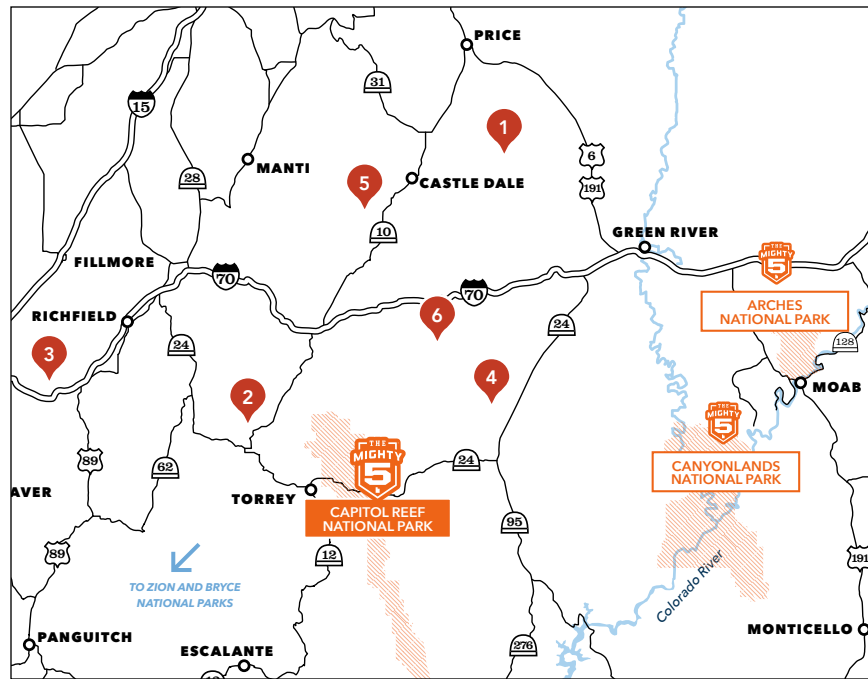 PRICE
31
15
1
6
191
MANTI
28
5
CASTLE DALE
10
GREEN RIVER
FILLMORE
THE
MIGHTY
5
70
70
ARCHES
NATIONAL PARK
RICHFIELD
6
24
24
128
3
MOAB
2
4
THE
MIGHTY
5
89
62
THE
MIGHTY
5
24
CANYONLANDS
NATIONAL PARK
AVER
TORREY
CAPITOL REEF
NATIONAL PARK
95
12
89
191
TO ZION AND BRYCE
NATIONAL PARKS
Colorado River
PANGUITCH
MONTICELLO
ESCALANTE
276